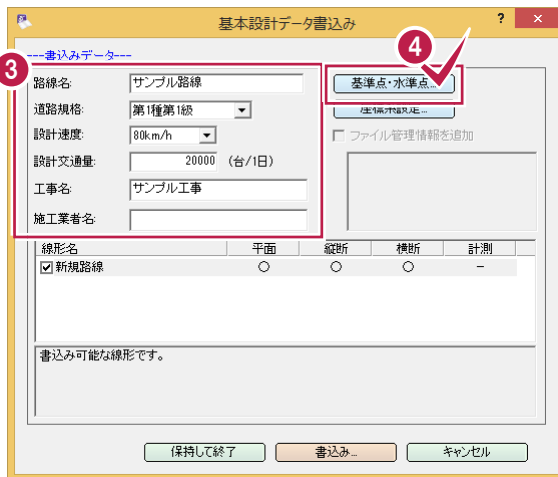 基本設計データ書込み
? ×
---書込みデータ---
3
4
路線名: サンプル路線
基準点・水準点...
道路規格: 第1種第1級
設計速度: 80km/h
ファイル管理情報を追加
設計交通量: 20000 (台/1日)
工事名: サンプル工事
施工業者名:
線形名 平面 縦断 横断 計測
新規路線 ○ ○ ○ −
書込み可能な線形です。
保持して終了 書込み... キャンセル